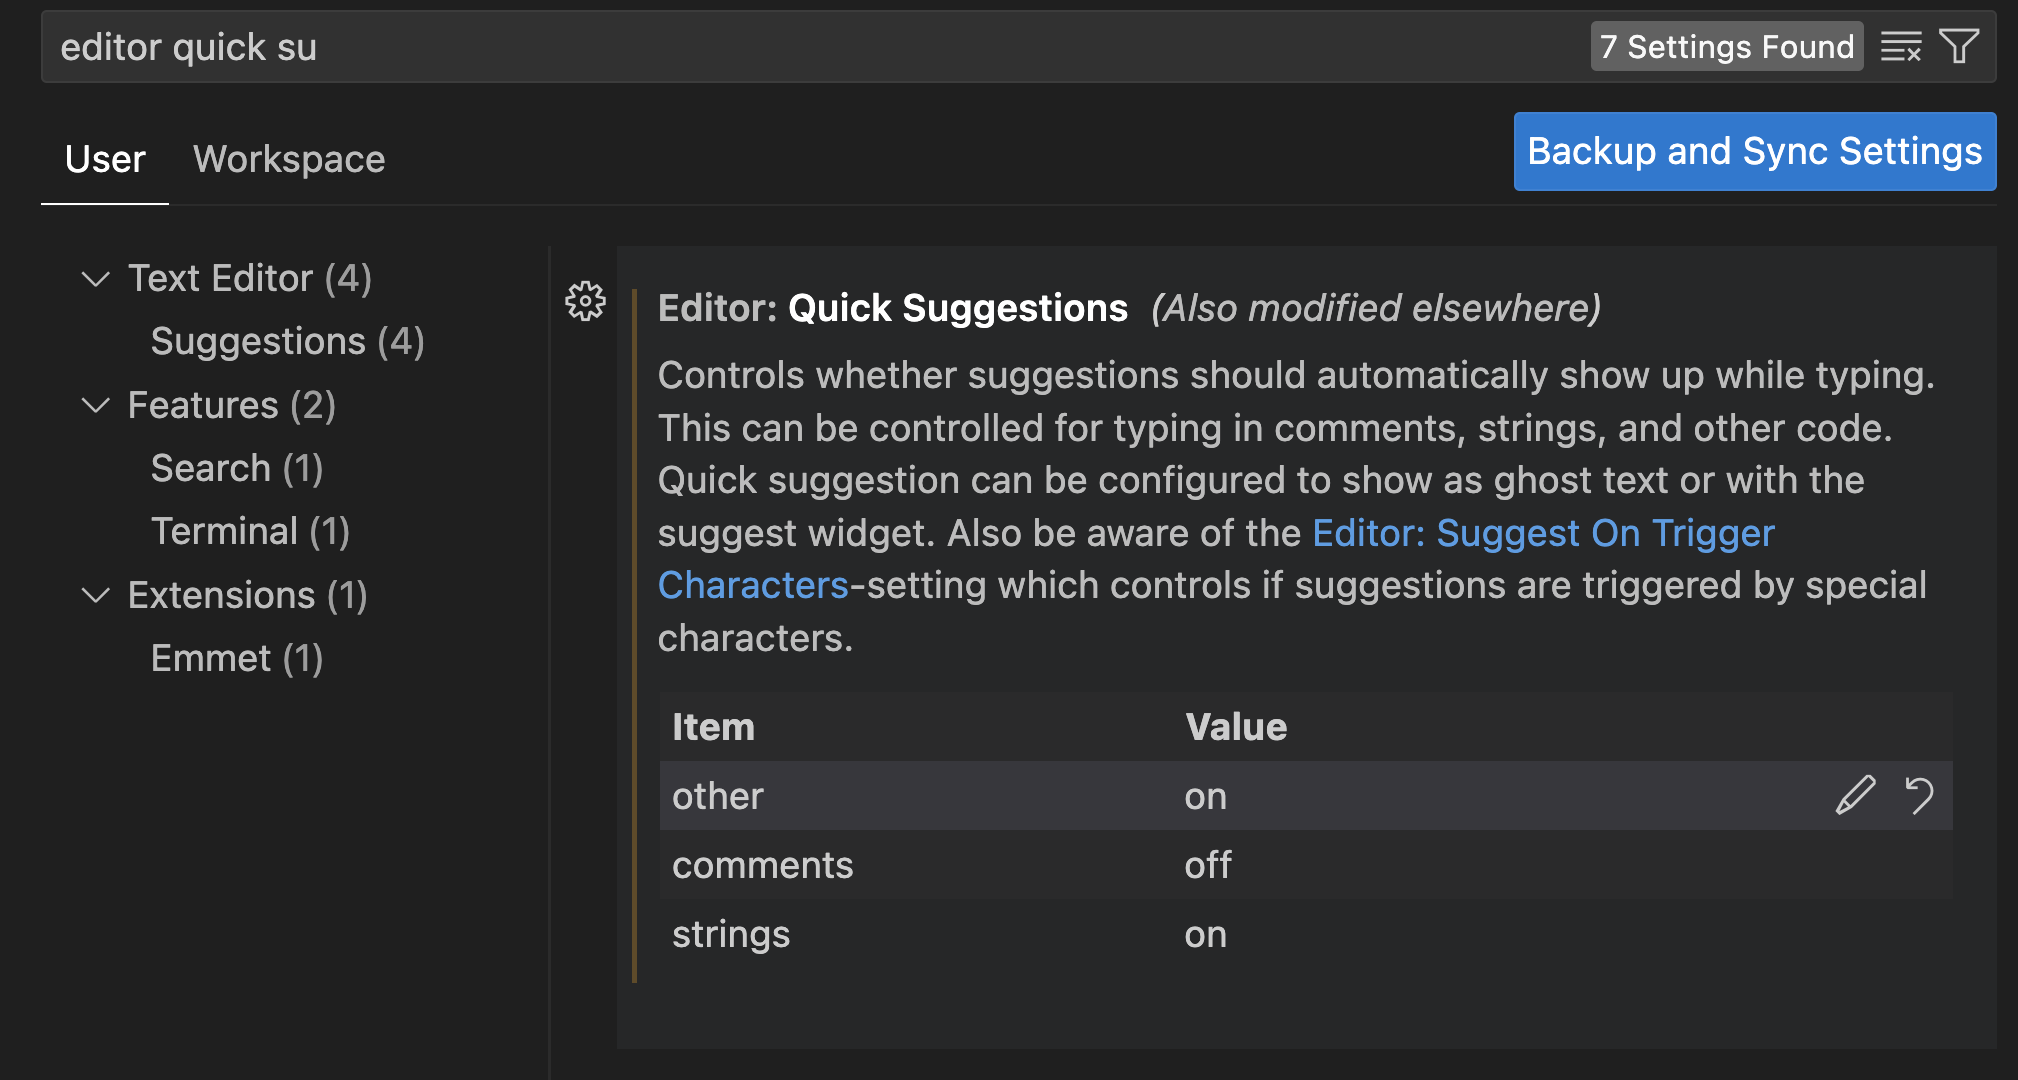 editor quick su
7 Settings Found
User
Workspace
Backup and Sync Settings
Text Editor (4)
Suggestions (4)
Features (2)
Search (1)
Terminal (1)
Extensions (1)
Emmet (1)
Editor: Quick Suggestions (Also modified elsewhere)
Controls whether suggestions should automatically show up while typing.
This can be controlled for typing in comments, strings, and other code.
Quick suggestion can be configured to show as ghost text or with the
suggest widget. Also be aware of the Editor: Suggest On Trigger
Characters-setting which controls if suggestions are triggered by special
characters.
Item Value
other on
comments off
strings on